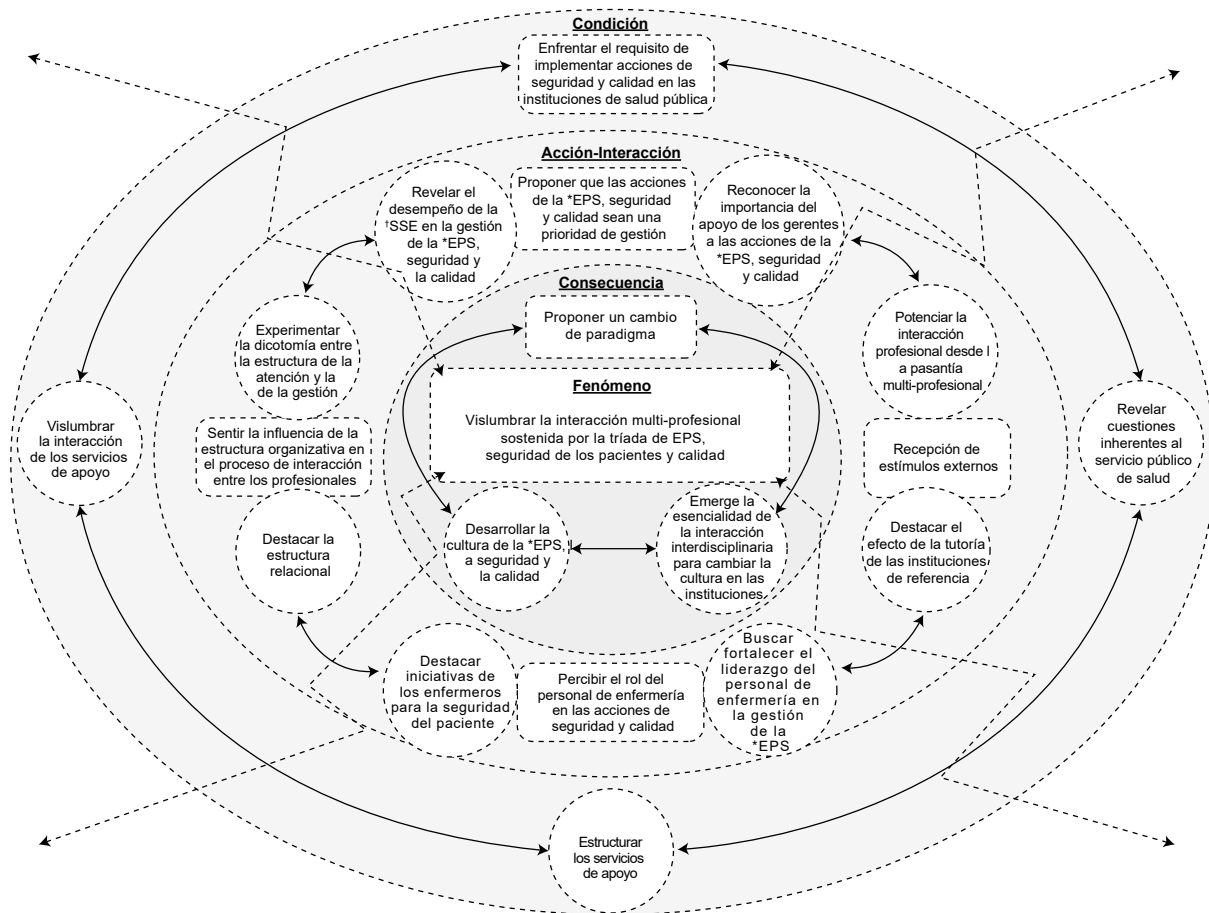 Condición
Enfrentar el requisito de
implementar acciones de
seguridad y calidad en las
instituciones de salud pública
Acción-Interacción
Revelar el
desempeño de la
†SSE en la gestión
de la *EPS,
seguridad y
la calidad
Proponer que las acciones
de la *EPS, seguridad
y calidad sean una
prioridad de gestión
Reconocer la
importancia del
apoyo de los gerentes
a las acciones de la
*EPS, seguridad
y calidad
Consecuencia
Proponer un cambio
de paradigma
Experimentar
la dicotomía entre
la estructura de la
atención y la
de la gestión
Potenciar la
interacción
profesional desde l
a pasantía
multi-profesional
Fenómeno
Vislumbrar la interacción multi-profesional
sostenida por la tríada de EPS,
seguridad de los pacientes y calidad
Vislumbrar
la interacción
de los servicios
de apoyo
Sentir la influencia de la
estructura organizativa en
el proceso de interacción
entre los profesionales
Recepción de
estímulos externos
Revelar
cuestiones
inherentes al
servicio público
de salud
Destacar la
estructura
relacional
Desarrollar la
cultura de la *EPS,
a seguridad y
la calidad
Emerge la
esencialidad de
la interacción
interdisciplinaria
para cambiar la
cultura en las
instituciones
Destacar el
efecto de la tutoría
de las instituciones
de referencia
Destacar
iniciativas de
los enfermeros
para la seguridad
del paciente
Percibir el rol del
personal de enfermería
en las acciones de
seguridad y calidad
Buscar
fortalecer el
liderazgo del
personal de
enfermería en
la gestión
de la
*EPS
Estructurar
los servicios
de apoyo